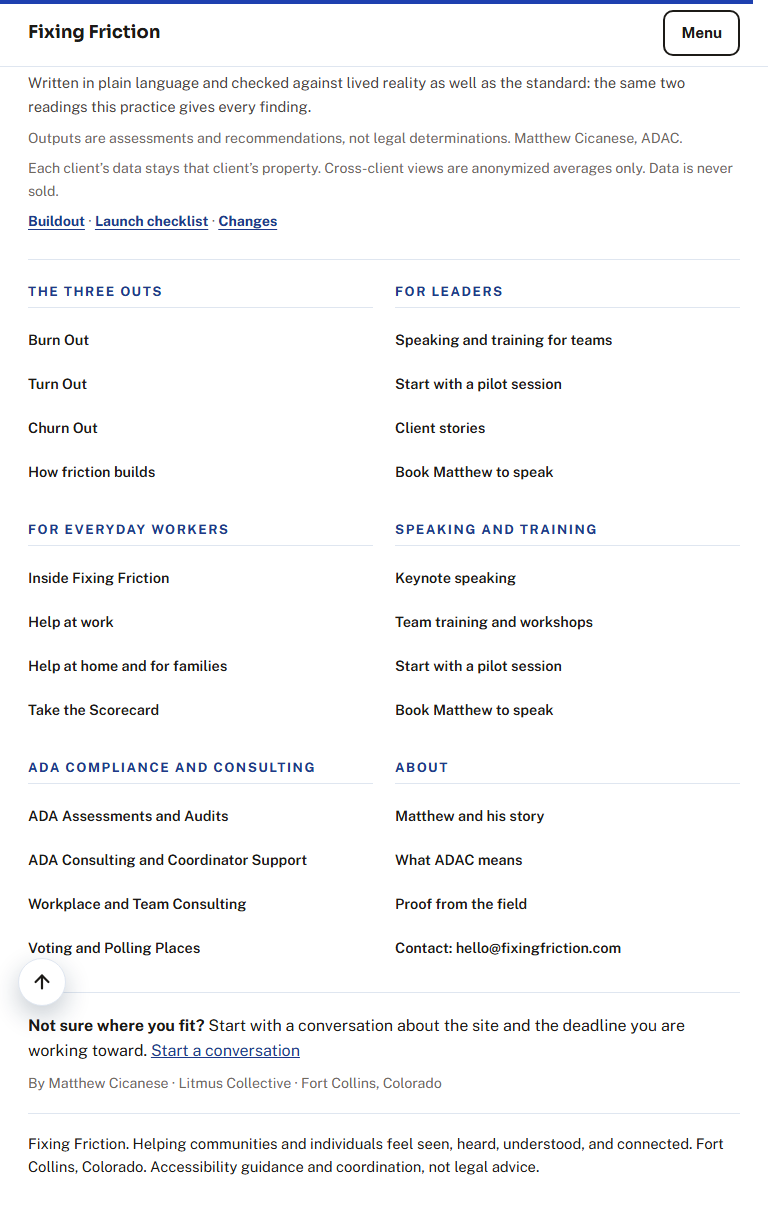 Fixing Friction
Menu
Written in plain language and checked against lived reality as well as the standard: the same two
readings this practice gives every finding.
Outputs are assessments and recommendations, not legal determinations. Matthew Cicanese, ADAC.
Each client’s data stays that client’s property. Cross-client views are anonymized averages only. Data is never
sold.
Buildout · Launch checklist · Changes
THE THREE OUTS
Burn Out
Turn Out
Churn Out
How friction builds
FOR LEADERS
Speaking and training for teams
Start with a pilot session
Client stories
Book Matthew to speak
FOR EVERYDAY WORKERS
Inside Fixing Friction
Help at work
Help at home and for families
Take the Scorecard
SPEAKING AND TRAINING
Keynote speaking
Team training and workshops
Start with a pilot session
Book Matthew to speak
ADA COMPLIANCE AND CONSULTING
ADA Assessments and Audits
ADA Consulting and Coordinator Support
Workplace and Team Consulting
Voting and Polling Places
ABOUT
Matthew and his story
What ADAC means
Proof from the field
Contact: hello@fixingfriction.com
Not sure where you fit? Start with a conversation about the site and the deadline you are
working toward. Start a conversation
By Matthew Cicanese · Litmus Collective · Fort Collins, Colorado
Fixing Friction. Helping communities and individuals feel seen, heard, understood, and connected. Fort
Collins, Colorado. Accessibility guidance and coordination, not legal advice.